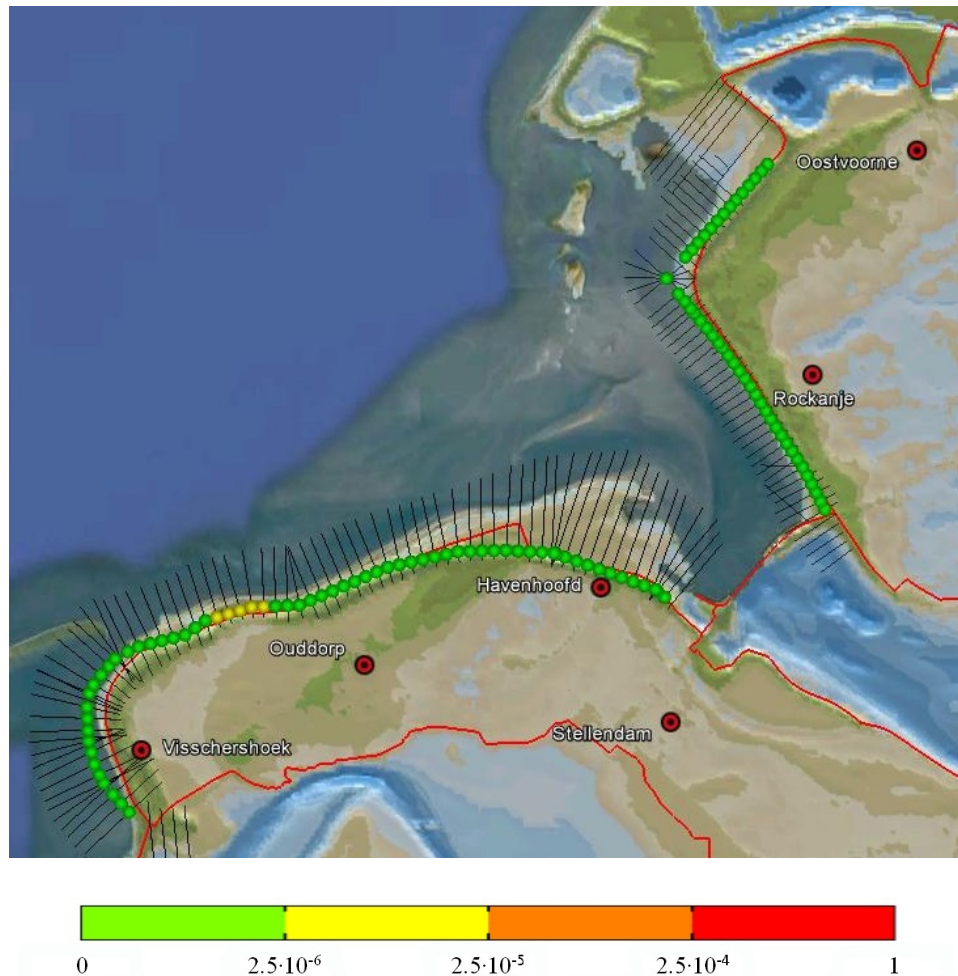 Oostvoorne
Rockanje
Havenhoofd
Ouddorp
Stellendam
Visschershoek
0 2.5·10⁻⁶ 2.5·10⁻⁵ 2.5·10⁻⁴ 1